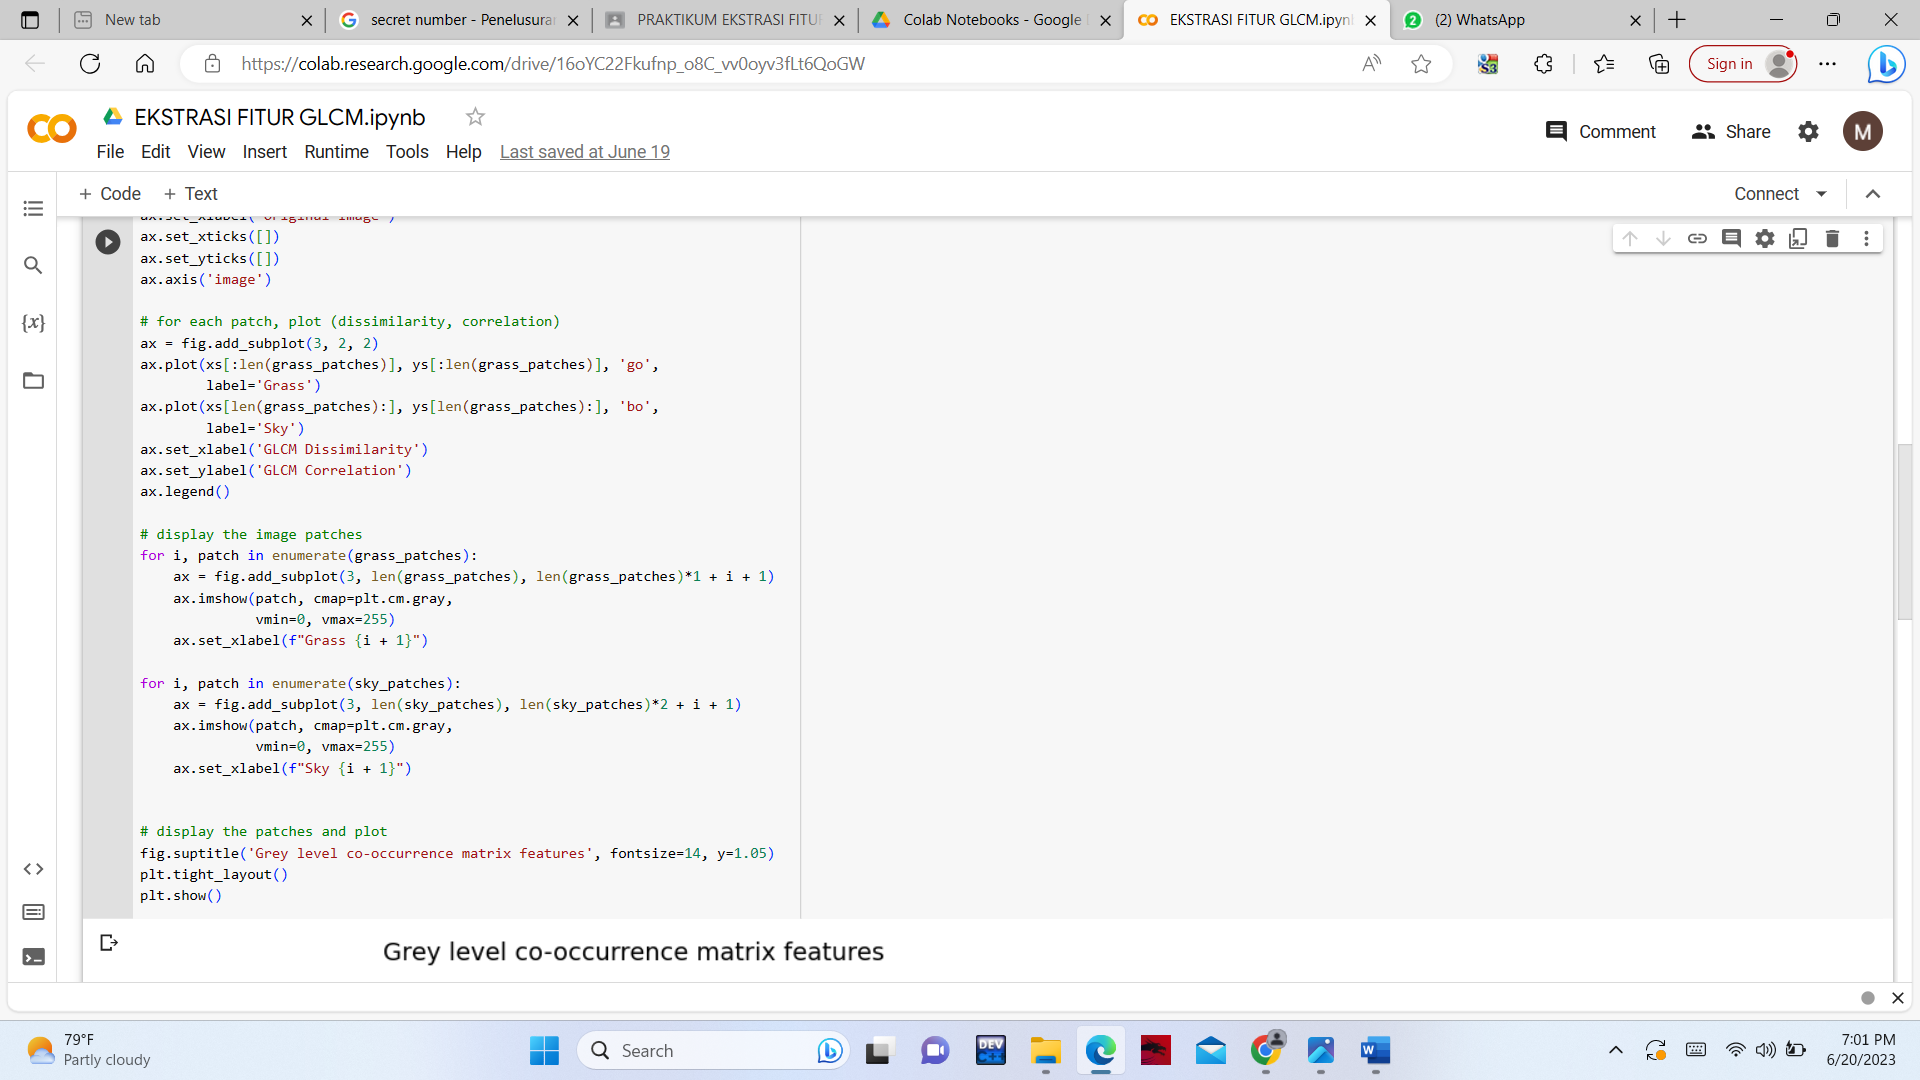 New tab
secret number - Penelusura
PRAKTIKUM EKSTRASI FITUR
Colab Notebooks - Google
EKSTRASI FITUR GLCM.ipyn
2 (2) WhatsApp
https://colab.research.google.com/drive/16oYC22Fkufnp_o8C_vv0oyv3fLt6QoGW
Sign in
EKSTRASI FITUR GLCM.ipynb
File Edit View Insert Runtime Tools Help Last saved at June 19
Comment Share M
+ Code + Text
Connect
ax.set_xlabel('Original Image')
ax.set_xticks([])
ax.set_yticks([])
ax.axis('image')
# for each patch, plot (dissimilarity, correlation)
ax = fig.add_subplot(3, 2, 2)
ax.plot(xs[:len(grass_patches)], ys[:len(grass_patches)], 'go',
label='Grass')
ax.plot(xs[len(grass_patches):], ys[len(grass_patches):], 'bo',
label='Sky')
ax.set_xlabel('GLCM Dissimilarity')
ax.set_ylabel('GLCM Correlation')
ax.legend()
# display the image patches
for i, patch in enumerate(grass_patches):
ax = fig.add_subplot(3, len(grass_patches), len(grass_patches)*1 + i + 1)
ax.imshow(patch, cmap=plt.cm.gray,
vmin=0, vmax=255)
ax.set_xlabel(f"Grass {i + 1}")
for i, patch in enumerate(sky_patches):
ax = fig.add_subplot(3, len(sky_patches), len(sky_patches)*2 + i + 1)
ax.imshow(patch, cmap=plt.cm.gray,
vmin=0, vmax=255)
ax.set_xlabel(f"Sky {i + 1}")
# display the patches and plot
fig.suptitle('Grey level co-occurrence matrix features', fontsize=14, y=1.05)
plt.tight_layout()
plt.show()
Grey level co-occurrence matrix features
79°F
Partly cloudy
Search
DEV C++
W
7:01 PM
6/20/2023